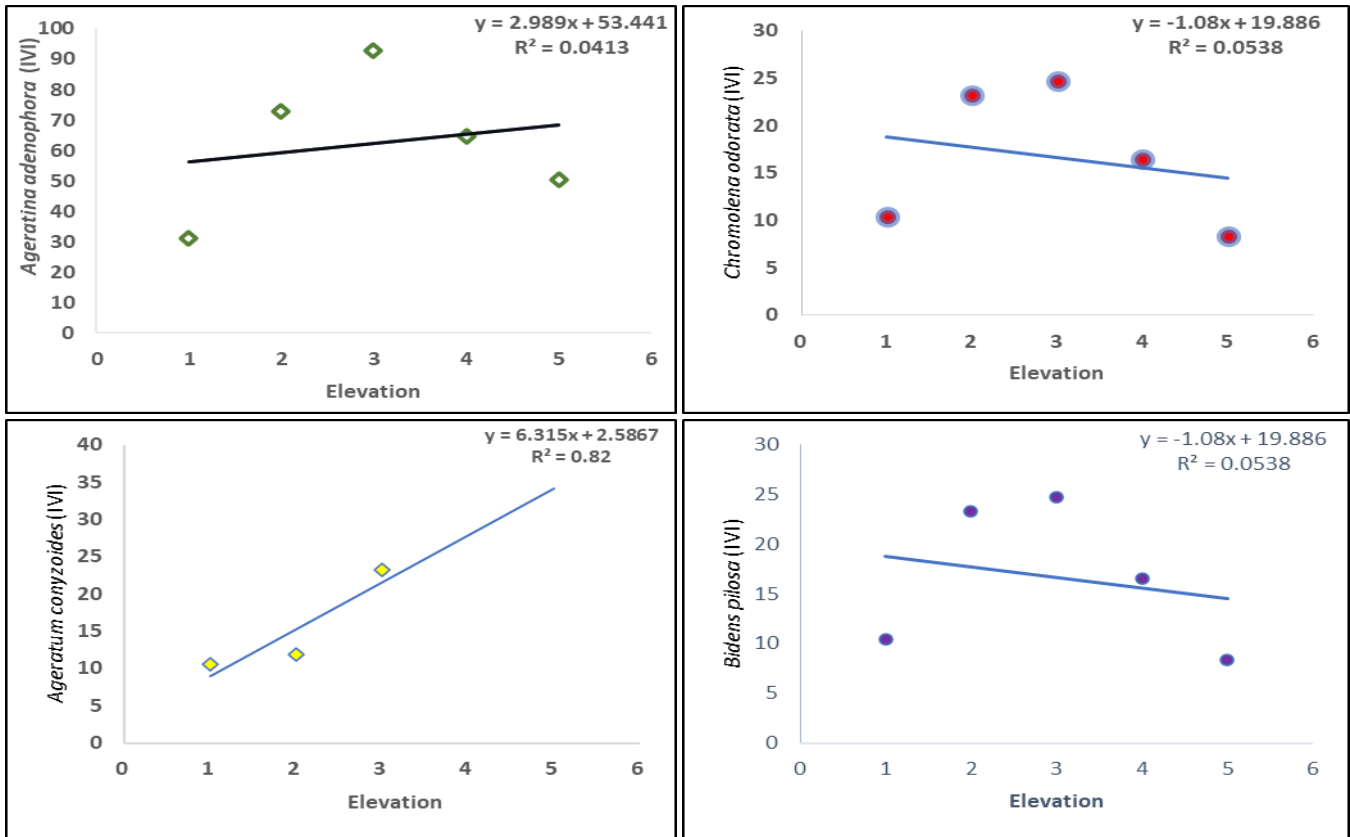 y = 2.989x + 53.441
R² = 0.0413
Ageratina adenophora (IVI)
100
90
80
70
60
50
40
30
20
10
0
0 1 2 3 4 5 6
Elevation
y = -1.08x + 19.886
R² = 0.0538
Chromolena odorata (IVI)
30
25
20
15
10
5
0
0 1 2 3 4 5 6
Elevation
y = 6.315x + 2.5867
R² = 0.82
Ageratum conyzoides (IVI)
40
35
30
25
20
15
10
5
0
0 1 2 3 4 5 6
Elevation
y = -1.08x + 19.886
R² = 0.0538
Bidens pilosa (IVI)
30
25
20
15
10
5
0
0 1 2 3 4 5 6
Elevation